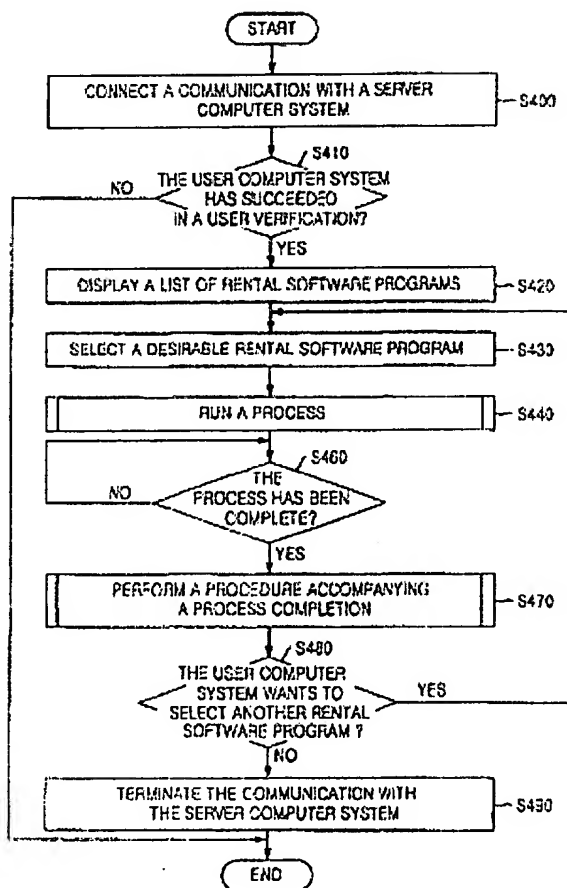 START
CONNECT A COMMUNICATION WITH A SERVER
COMPUTER SYSTEM
S400
S410
NO
THE USER COMPUTER SYSTEM
HAS SUCCEEDED
IN A USER VERIFICATION?
YES
DISPLAY A LIST OF RENTAL SOFTWARE PROGRAMS
S420
SELECT A DESIRABLE RENTAL SOFTWARE PROGRAM
S430
RUN A PROCESS
S440
S460
THE
NO
PROCESS HAS BEEN
COMPLETE?
YES
PERFORM A PROCEDURE ACCOMPANYING
A PROCESS COMPLETION
S470
S480
THE USER COMPUTER
SYSTEM WANTS TO
YES
SELECT ANOTHER RENTAL
SOFTWARE PROGRAM ?
NO
TERMINATE THE COMMUNICATION WITH
THE SERVER COMPUTER SYSTEM
S490
END